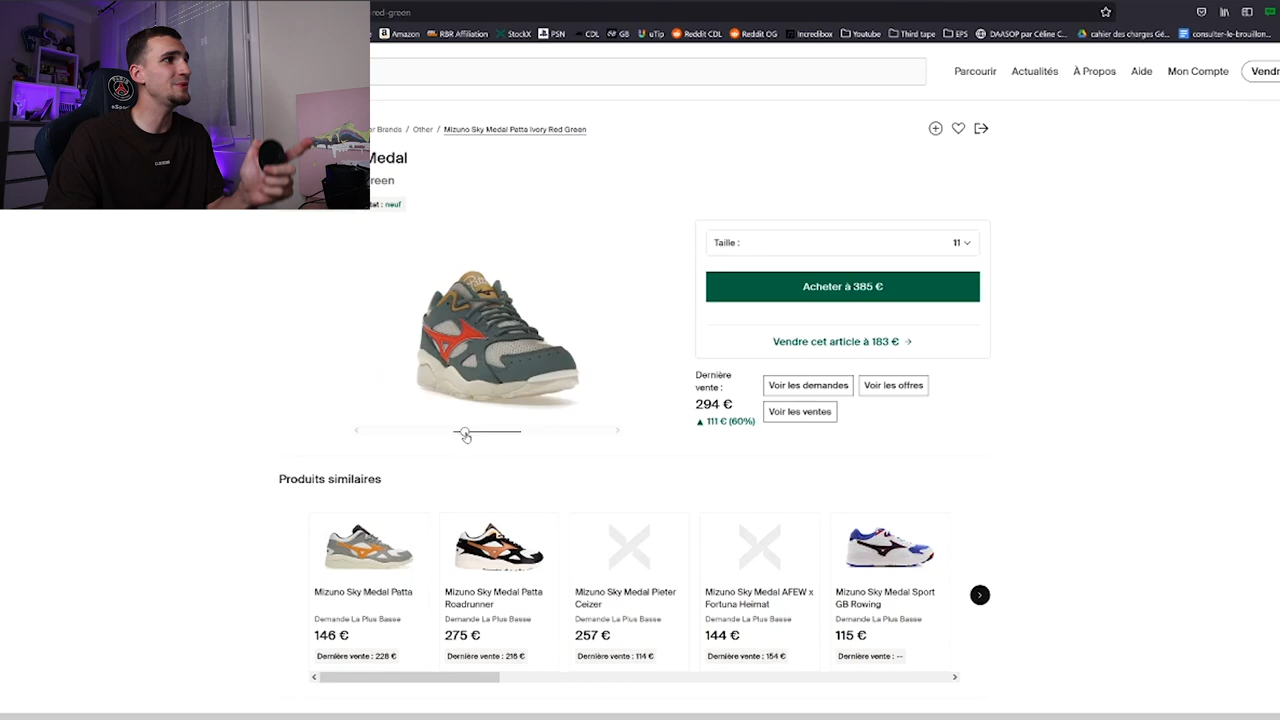 red-green
Amazon RBR Affiliation StockX PSN CDL GB uTip Reddit CDL Reddit OG Incredibox Youtube Third tape EPS DAASOP par Céline C... cahier des charges Gé... consulter-le-brouillon...
Parcourir Actualités À Propos Aide Mon Compte Vendr
r Brands / Other / Mizuno Sky Medal Patta Ivory Red Green
Medal
reen
tat : neuf
Taille : 11
Acheter à 385 €
Vendre cet article à 183 €
Dernière
vente :
294 €
▲ 111 € (60%)
Voir les demandes
Voir les offres
Voir les ventes
Produits similaires
Mizuno Sky Medal Patta
Demande La Plus Basse
146 €
Dernière vente : 228 €
Mizuno Sky Medal Patta
Roadrunner
Demande La Plus Basse
275 €
Dernière vente : 216 €
Mizuno Sky Medal Pieter
Ceizer
Demande La Plus Basse
257 €
Dernière vente : 114 €
Mizuno Sky Medal AFEW x
Fortuna Heimat
Demande La Plus Basse
144 €
Dernière vente : 154 €
Mizuno Sky Medal Sport
GB Rowing
Demande La Plus Basse
115 €
Dernière vente : --